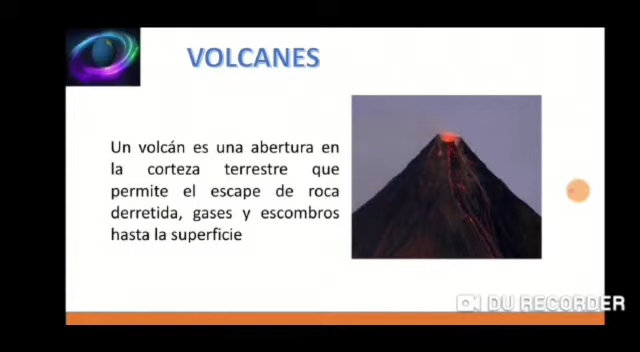 VOLCANES
Un volcán es una abertura en
la corteza terrestre que
permite el escape de roca
derretida, gases y escombros
hasta la superficie
DU RECORDER